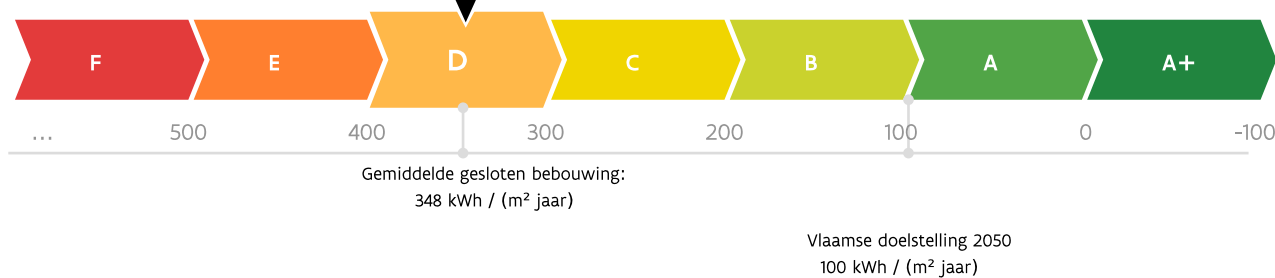 F E D C B A A+
... 500 400 300 200 100 0 -100
Gemiddelde gesloten bebouwing:
348 kWh / (m² jaar)
Vlaamse doelstelling 2050
100 kWh / (m² jaar)